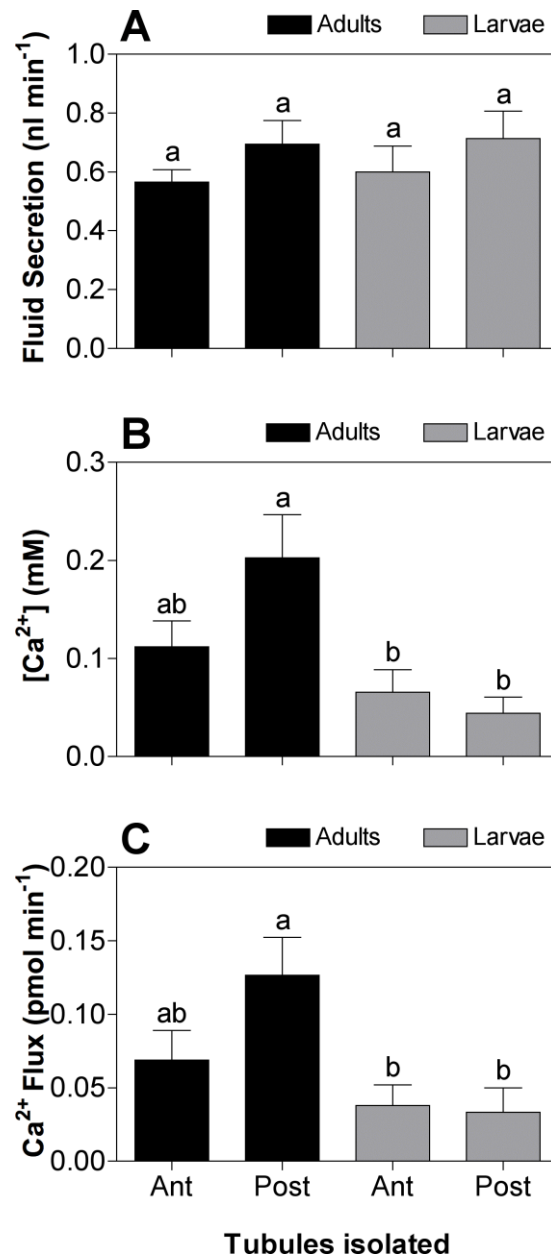 A
Adults Larvae
Fluid Secretion (nl min⁻¹)
1.0
0.8
0.6
0.4
0.2
0.0
a a a a
B
Adults Larvae
[Ca²⁺] (mM)
0.3
0.2
0.1
0.0
ab a b b
C
Adults Larvae
Ca²⁺ Flux (pmol min⁻¹)
0.20
0.15
0.10
0.05
0.00
ab a b b
Ant Post Ant Post
Tubules isolated